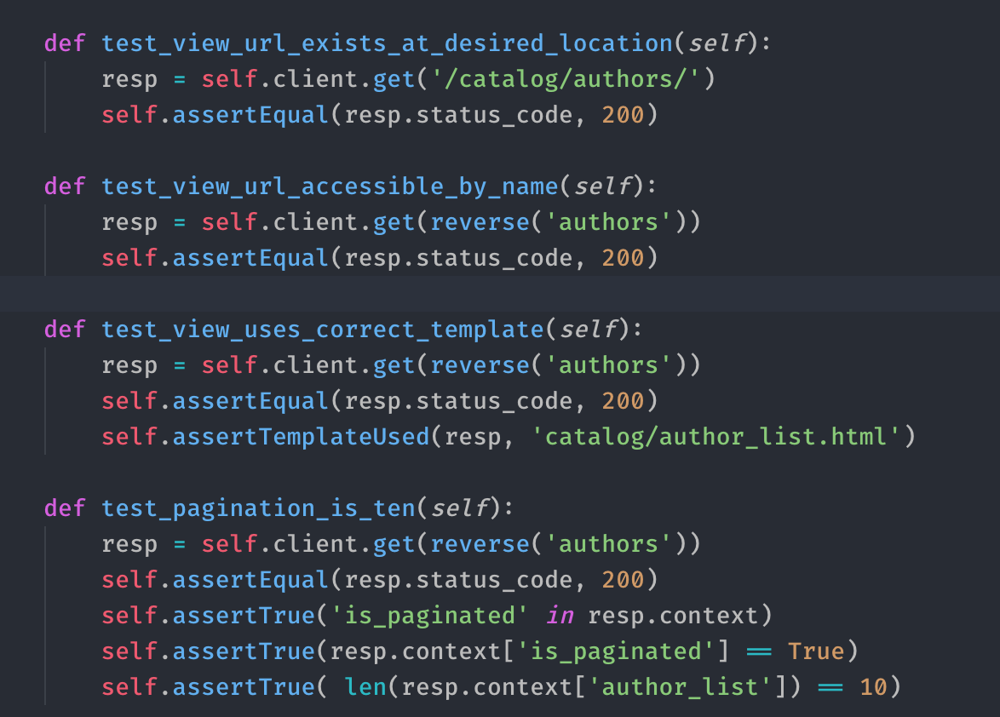 def test_view_url_exists_at_desired_location(self):
    resp = self.client.get('/catalog/authors/')
    self.assertEqual(resp.status_code, 200)

def test_view_url_accessible_by_name(self):
    resp = self.client.get(reverse('authors'))
    self.assertEqual(resp.status_code, 200)

def test_view_uses_correct_template(self):
    resp = self.client.get(reverse('authors'))
    self.assertEqual(resp.status_code, 200)
    self.assertTemplateUsed(resp, 'catalog/author_list.html')

def test_pagination_is_ten(self):
    resp = self.client.get(reverse('authors'))
    self.assertEqual(resp.status_code, 200)
    self.assertTrue('is_paginated' in resp.context)
    self.assertTrue(resp.context['is_paginated'] == True)
    self.assertTrue( len(resp.context['author_list']) == 10)